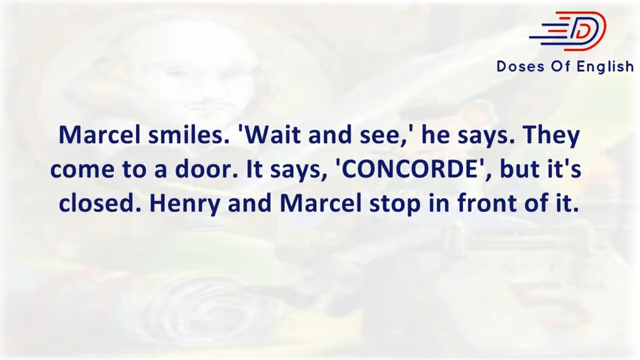 Doses Of English
Marcel smiles. 'Wait and see,' he says. They
come to a door. It says, 'CONCORDE', but it's
closed. Henry and Marcel stop in front of it.